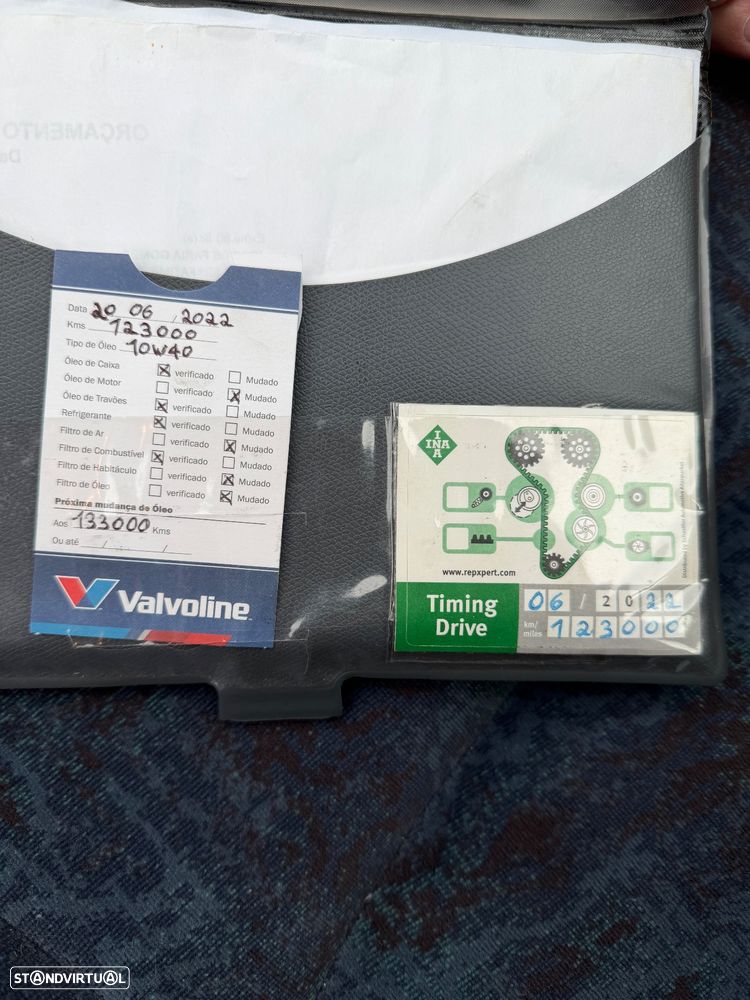 ORÇAMENTO
Data 20 06 / 2022
Kms 123000
Tipo de Óleo 10W40
Óleo de Caixa verificado Mudado
Óleo de Motor verificado Mudado
Óleo de Travões verificado Mudado
Refrigerante verificado Mudado
Filtro de Ar verificado Mudado
Filtro de Combustível verificado Mudado
Filtro de Habitáculo verificado Mudado
Filtro de Óleo verificado Mudado
Próxima mudança de Óleo
Aos 133000 Kms
Ou até / /
Valvoline
INA
www.repxpert.com
Timing Drive
06 / 2022
km/miles 123000
STANDVIRTUAL